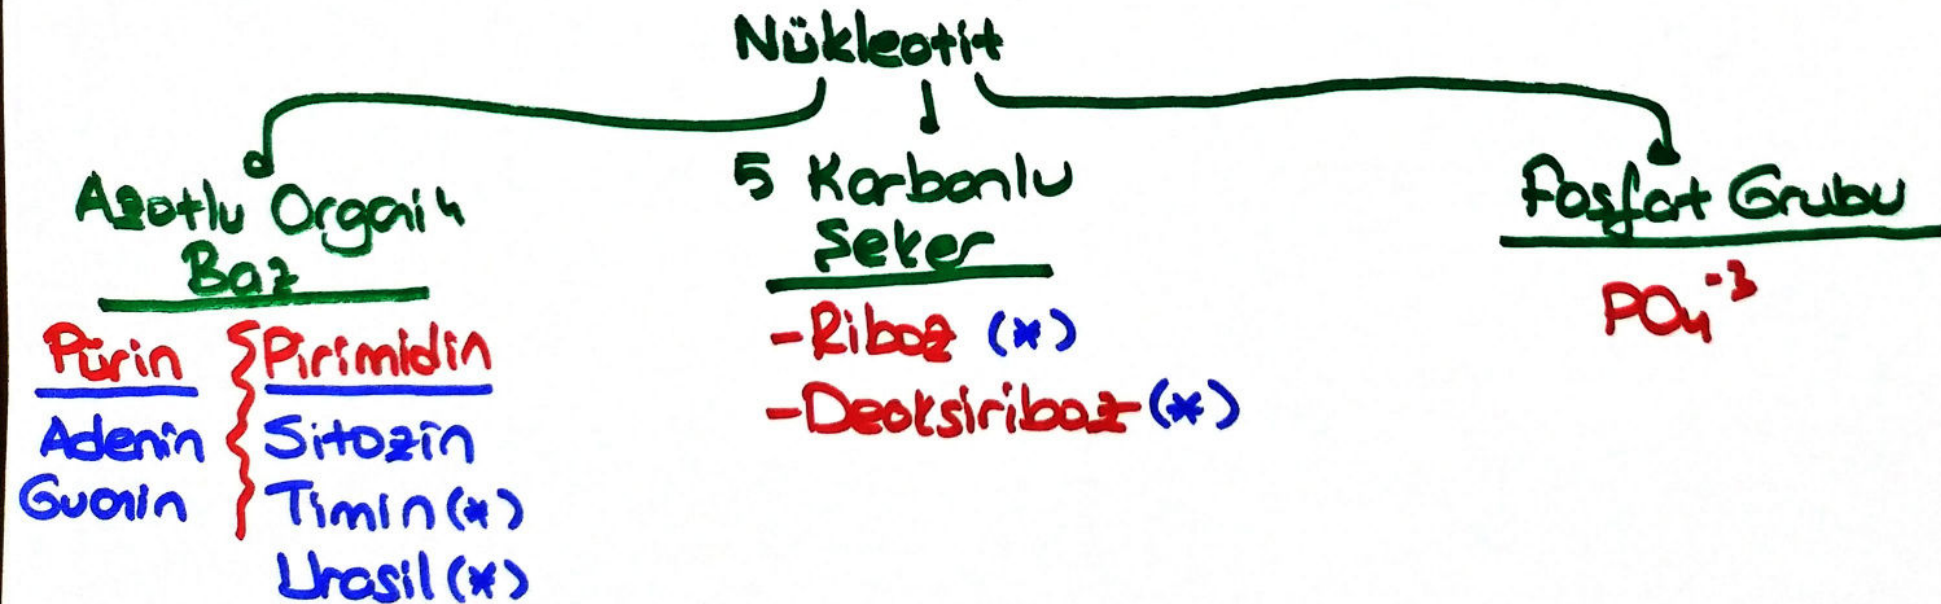 Nükleotit
Azotlu Orgaik
Baz
Pürin
Adenin
Guanin
Pirimidin
Sitozin
Timin (*)
Urasil (*)
5 Karbonlu
Şeker
-Riboz (*)
-Deoksiriboz (*)
Fosfat Grubu
PO₄⁻³